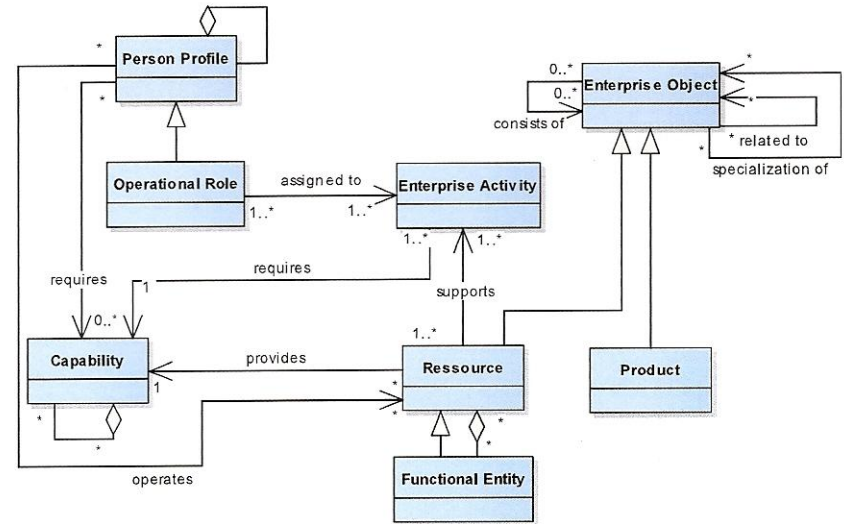 *
Person Profile
*
0..*
Enterprise Object
*
0..*
*
consists of
* related to
*
specialization of
Operational Role
assigned to
Enterprise Activity
1..*
1..*
1..*
1..*
requires
requires
1
supports
0..*
1..*
Capability
provides
Ressource
Product
1
*
*
*
*
*
*
operates
Functional Entity